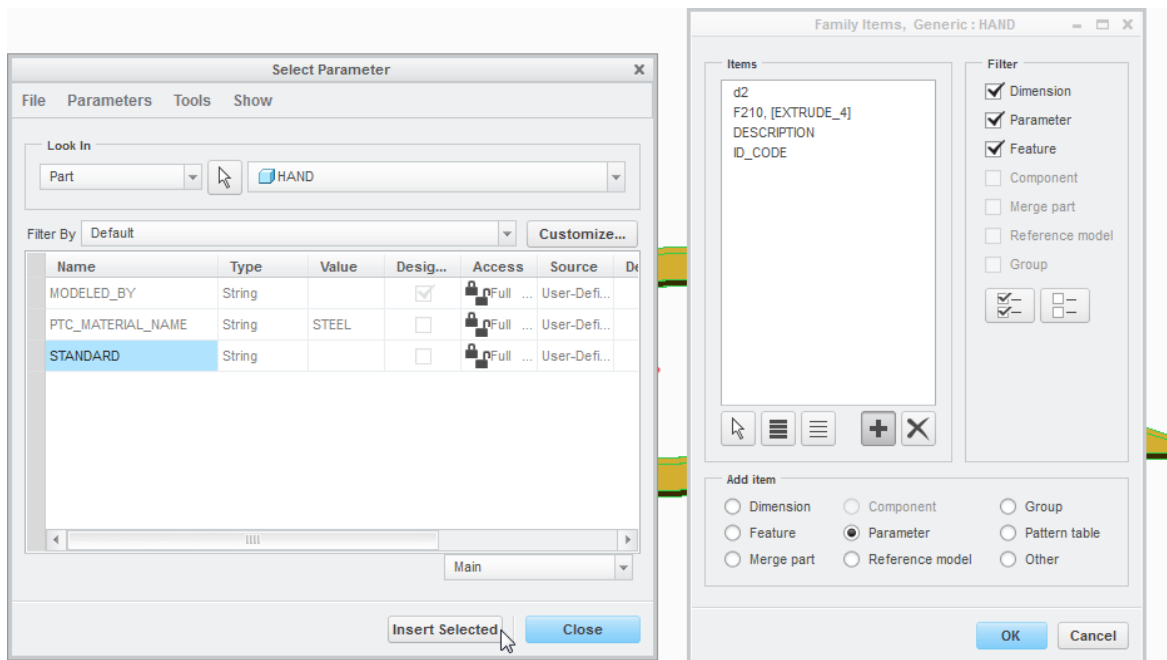 Select Parameter
File Parameters Tools Show
Look In
Part HAND
Filter By Default Customize...
Name Type Value Desig... Access Source De
MODELED_BY String Full ... User-Defi...
PTC_MATERIAL_NAME String STEEL Full ... User-Defi...
STANDARD String Full ... User-Defi...
Main
Insert Selected Close
Family Items, Generic : HAND
Items
d2
F210, [EXTRUDE_4]
DESCRIPTION
ID_CODE
Filter
Dimension
Parameter
Feature
Component
Merge part
Reference model
Group
Add item
Dimension Component Group
Feature Parameter Pattern table
Merge part Reference model Other
OK Cancel